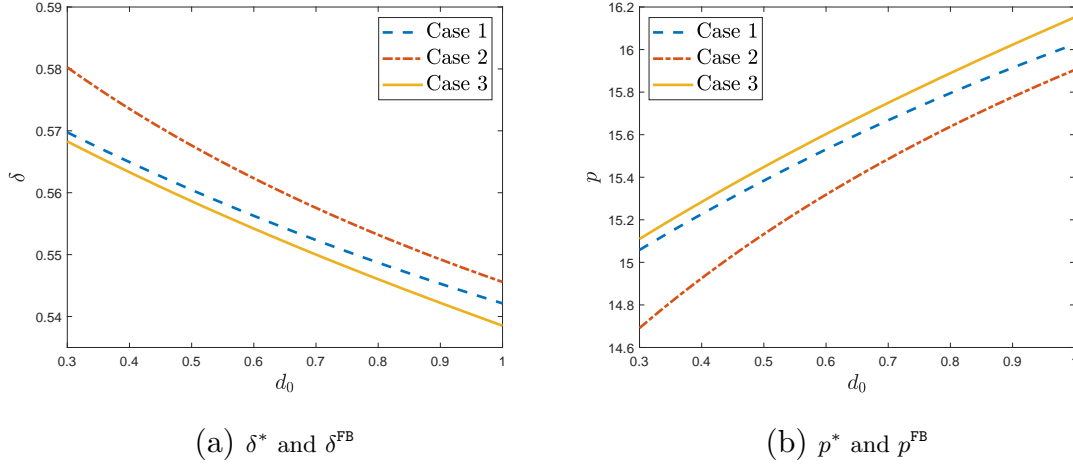 0.59
0.58
0.57
0.56
0.55
0.54
δ
0.3 0.4 0.5 0.6 0.7 0.8 0.9 1
d₀
Case 1
Case 2
Case 3
(a) δ* and δ^FB
16.2
16
15.8
15.6
15.4
15.2
15
14.8
14.6
p
0.3 0.4 0.5 0.6 0.7 0.8 0.9 1
d₀
Case 1
Case 2
Case 3
(b) p* and p^FB